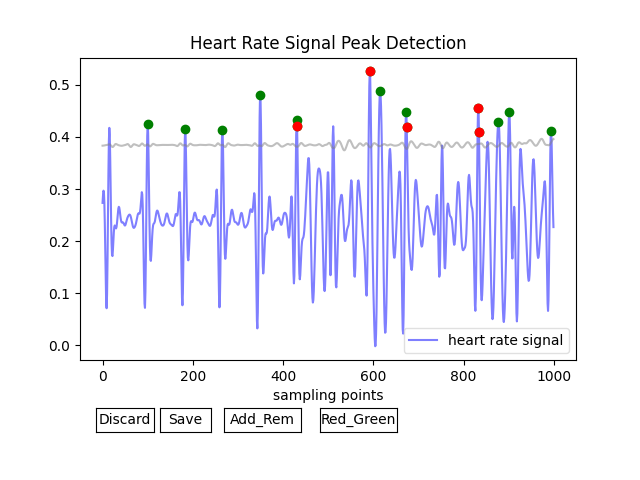 Heart Rate Signal Peak Detection
0.5
0.4
0.3
0.2
0.1
0.0
heart rate signal
0 200 400 600 800 1000
sampling points
Discard Save Add_Rem Red_Green